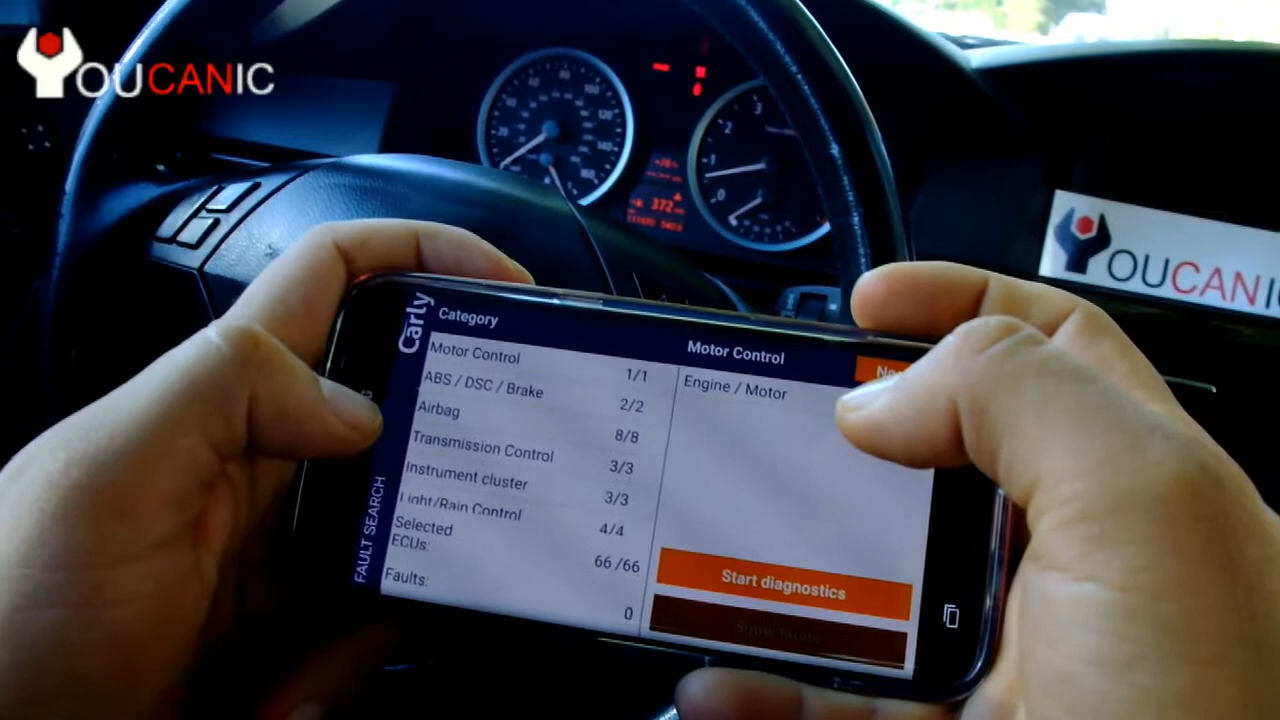 YOUCANIC
YOUCANIC
Carly
FAULT SEARCH
Category
Motor Control 1/1
ABS / DSC / Brake 2/2
Airbag 8/8
Transmission Control 3/3
Instrument cluster 3/3
Light/Rain Control 4/4
Selected
ECUs: 66 /66
Faults: 0
Motor Control
Engine / Motor
Start diagnostics
Show faults
372